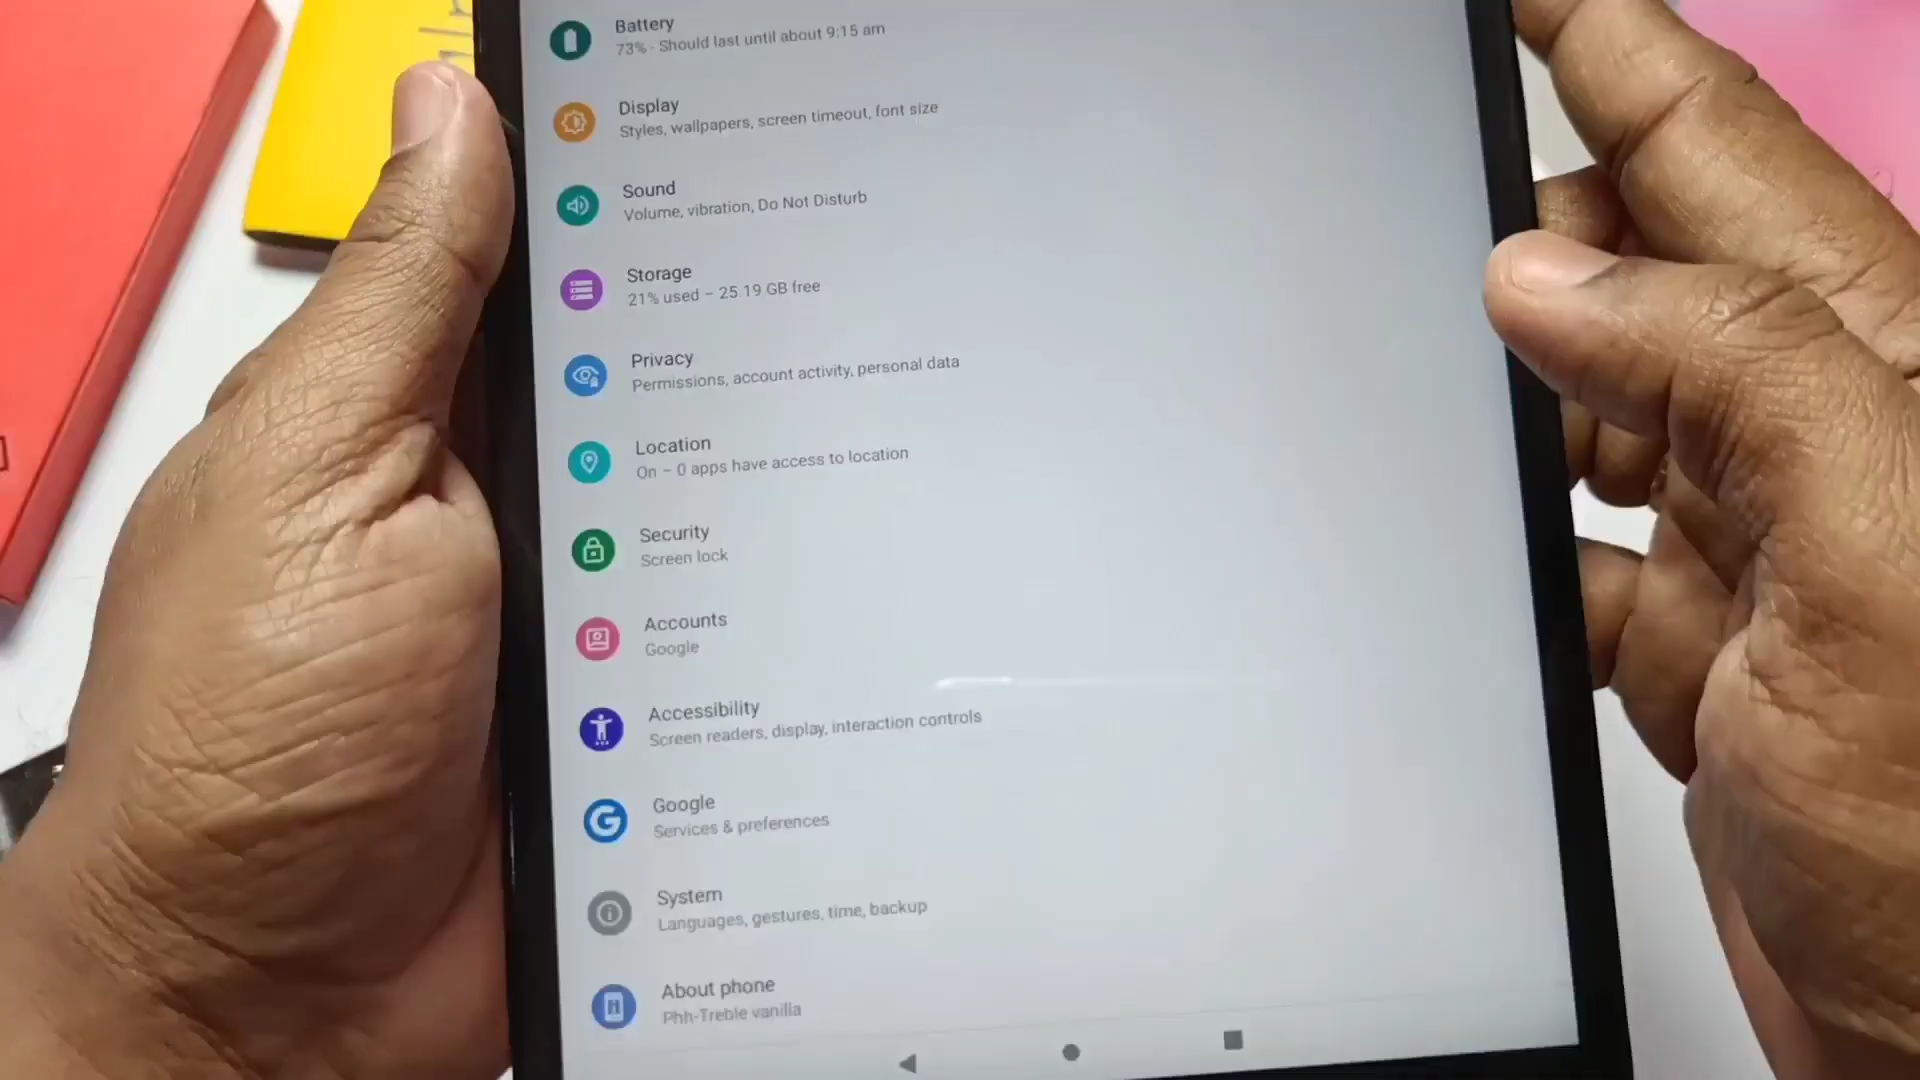 Battery
73% - Should last until about 9:15 am
Display
Styles, wallpapers, screen timeout, font size
Sound
Volume, vibration, Do Not Disturb
Storage
21% used – 25.19 GB free
Privacy
Permissions, account activity, personal data
Location
On – 0 apps have access to location
Security
Screen lock
Accounts
Google
Accessibility
Screen readers, display, interaction controls
Google
Services & preferences
System
Languages, gestures, time, backup
About phone
Phh-Treble vanilla